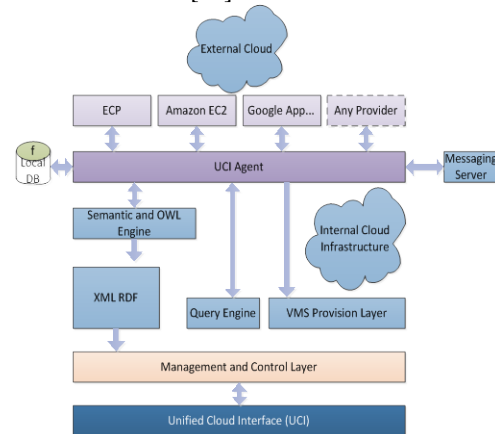 External Cloud
ECP
Amazon EC2
Google App...
Any Provider
f
Local
DB
UCI Agent
Messaging
Server
Semantic and OWL
Engine
Internal Cloud
Infrastructure
XML RDF
Query Engine
VMS Provision Layer
Management and Control Layer
Unified Cloud Interface (UCI)